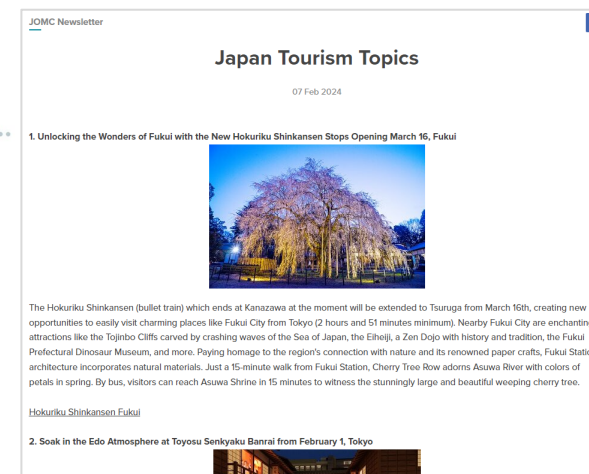 JOMC Newsletter
Japan Tourism Topics
07 Feb 2024
1. Unlocking the Wonders of Fukui with the New Hokuriku Shinkansen Stops Opening March 16, Fukui
The Hokuriku Shinkansen (bullet train) which ends at Kanazawa at the moment will be extended to Tsuruga from March 16th, creating new
opportunities to easily visit charming places like Fukui City from Tokyo (2 hours and 51 minutes minimum). Nearby Fukui City are enchantin
attractions like the Tojinbo Cliffs carved by crashing waves of the Sea of Japan, the Eiheiji, a Zen Dojo with history and tradition, the Fukui
Prefectural Dinosaur Museum, and more. Paying homage to the region's connection with nature and its renowned paper crafts, Fukui Stati
architecture incorporates natural materials. Just a 15-minute walk from Fukui Station, Cherry Tree Row adorns Asuwa River with colors of
petals in spring. By bus, visitors can reach Asuwa Shrine in 15 minutes to witness the stunningly large and beautiful weeping cherry tree.
Hokuriku Shinkansen Fukui
2. Soak in the Edo Atmosphere at Toyosu Senkyaku Banrai from February 1, Tokyo